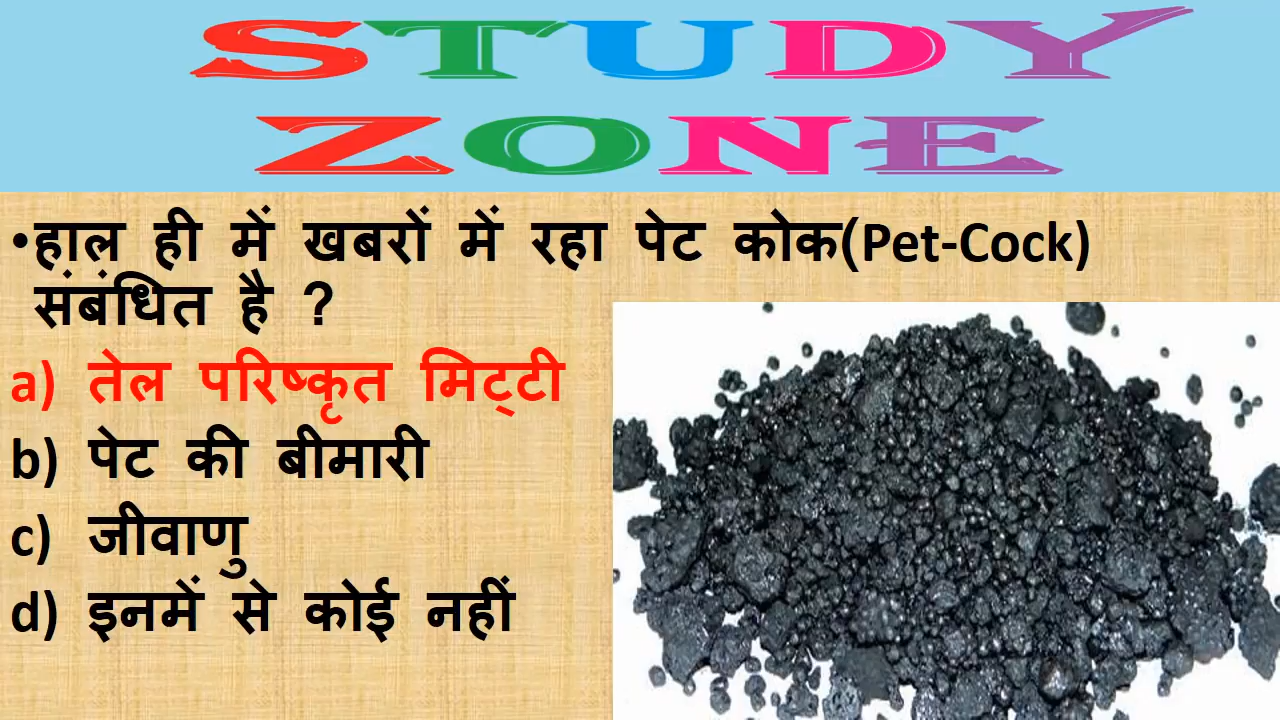 STUDY
ZONE
•हाल ही में खबरों में रहा पेट कोक(Pet-Cock)
संबंधित है ?
a) तेल परिष्कृत मिट्टी
b) पेट की बीमारी
c) जीवाणु
d) इनमें से कोई नहीं